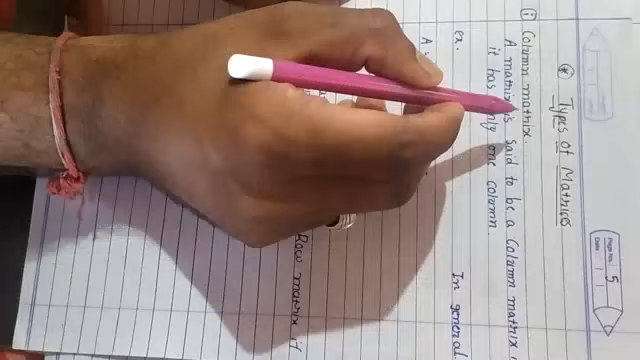 Page No. 5
Date
* Types of Matrices
(i) Column matrix.
A matrix is said to be a Column matrix
it has only one column.
ex. In general
A =
Row matrix if